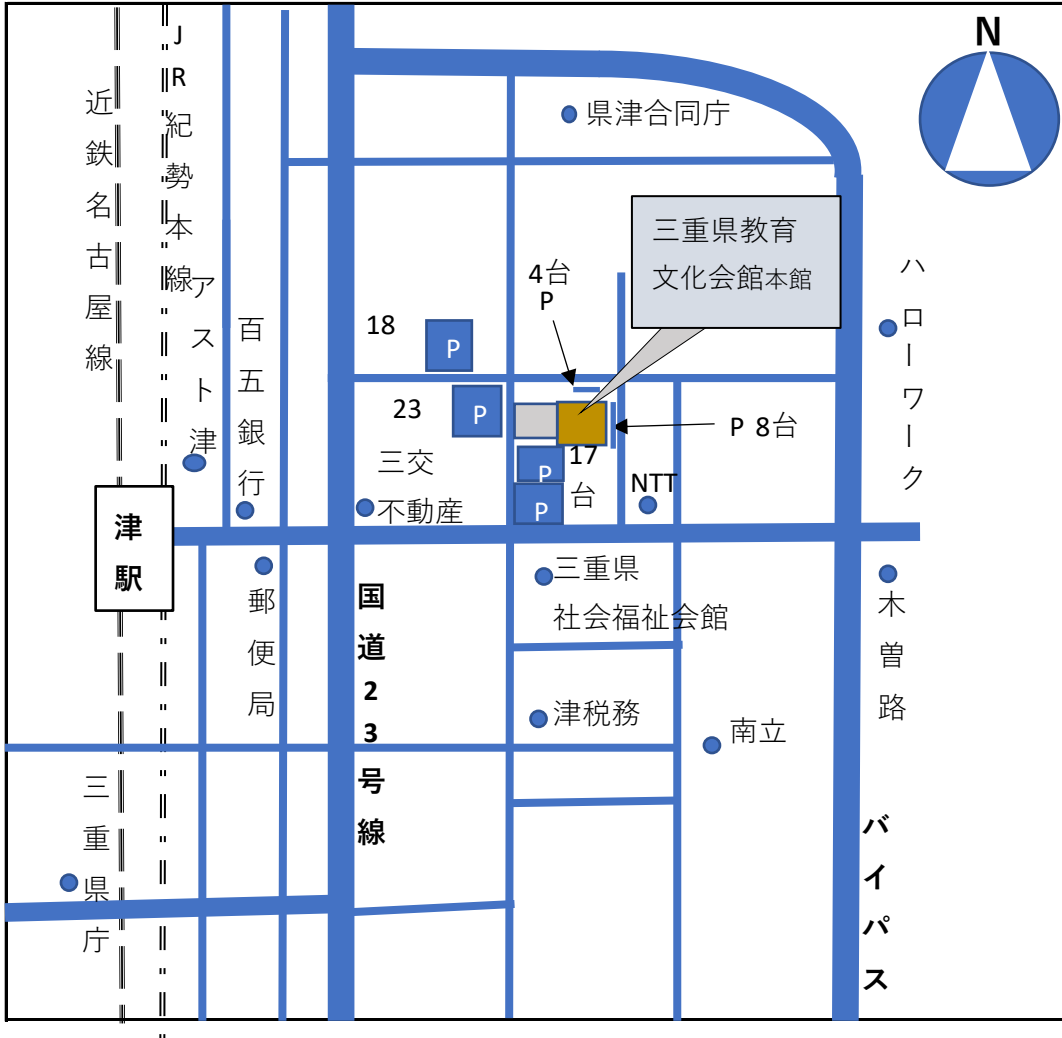 N
JR紀勢本線
近鉄名古屋線
県津合同庁
三重県教育
文化会館本館
ハローワーク
4台
P
アスト津
百五銀行
18
P
23
P
P 8台
三交
不動産
17
台
P
P
NTT
津駅
郵便局
国道23号線
三重県
社会福祉会館
木曽路
津税務
南立
三重県庁
バイパス